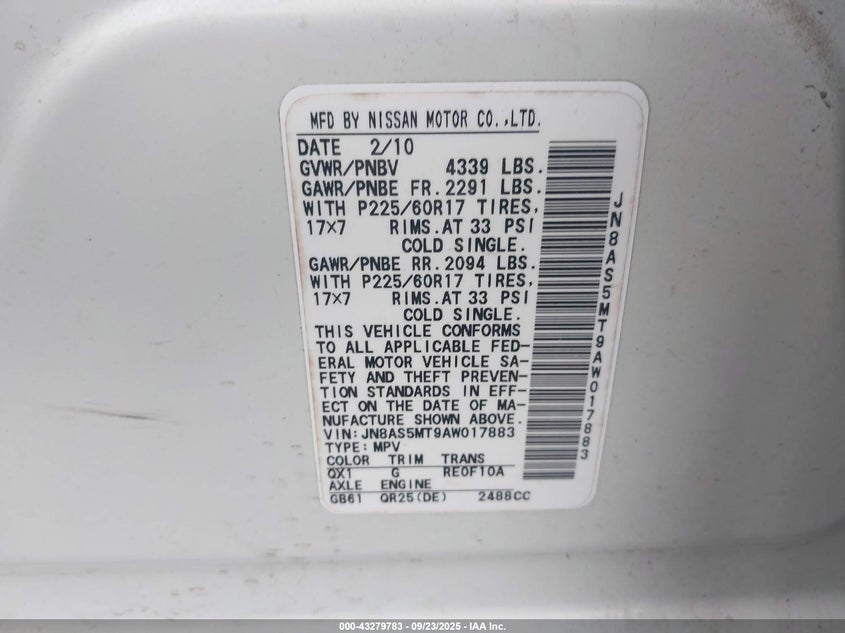 MFD BY NISSAN MOTOR CO.,LTD.
DATE 2/10
GVWR/PNBV 4339 LBS.
GAWR/PNBE FR.2291 LBS.
WITH P225/60R17 TIRES,
17×7 RIMS.AT 33 PSI
COLD SINGLE.
GAWR/PNBE RR.2094 LBS.
WITH P225/60R17 TIRES,
17×7 RIMS.AT 33 PSI
COLD SINGLE.
THIS VEHICLE CONFORMS
TO ALL APPLICABLE FED-
ERAL MOTOR VEHICLE SA-
FETY AND THEFT PREVEN-
TION STANDARDS IN EFF-
ECT ON THE DATE OF MA-
NUFACTURE SHOWN ABOVE.
VIN:JN8AS5MT9AW017883
TYPE:MPV
COLOR TRIM TRANS
QX1 G RE0F10A
AXLE ENGINE
GB61 QR25(DE) 2488CC
JN8AS5MT9AW017883
000-43279783 - 09/23/2025 - IAA Inc.